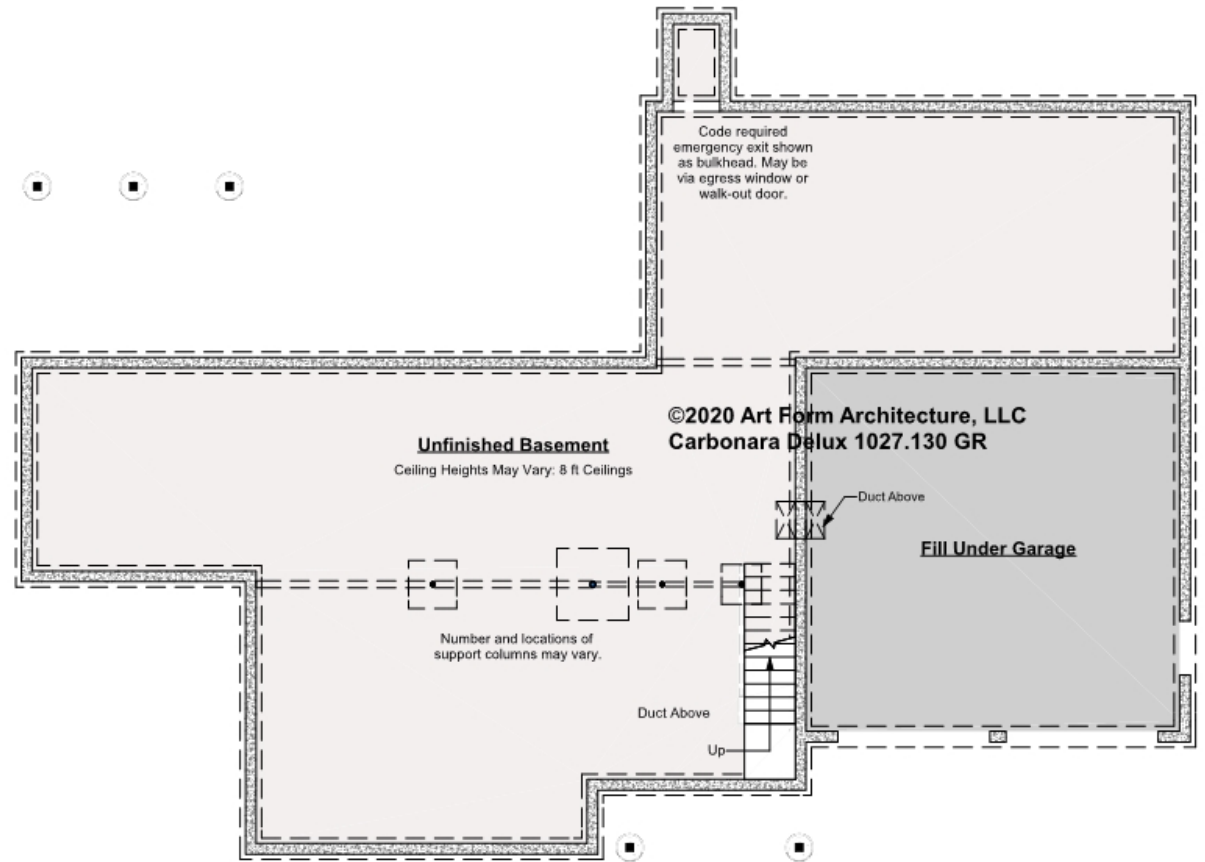 Code required
emergency exit shown
as bulkhead. May be
via egress window or
walk-out door.
©2020 Art Form Architecture, LLC
Carbonara Delux 1027.130 GR
Unfinished Basement
Ceiling Heights May Vary: 8 ft Ceilings
Duct Above
Fill Under Garage
Number and locations of
support columns may vary.
Duct Above
Up